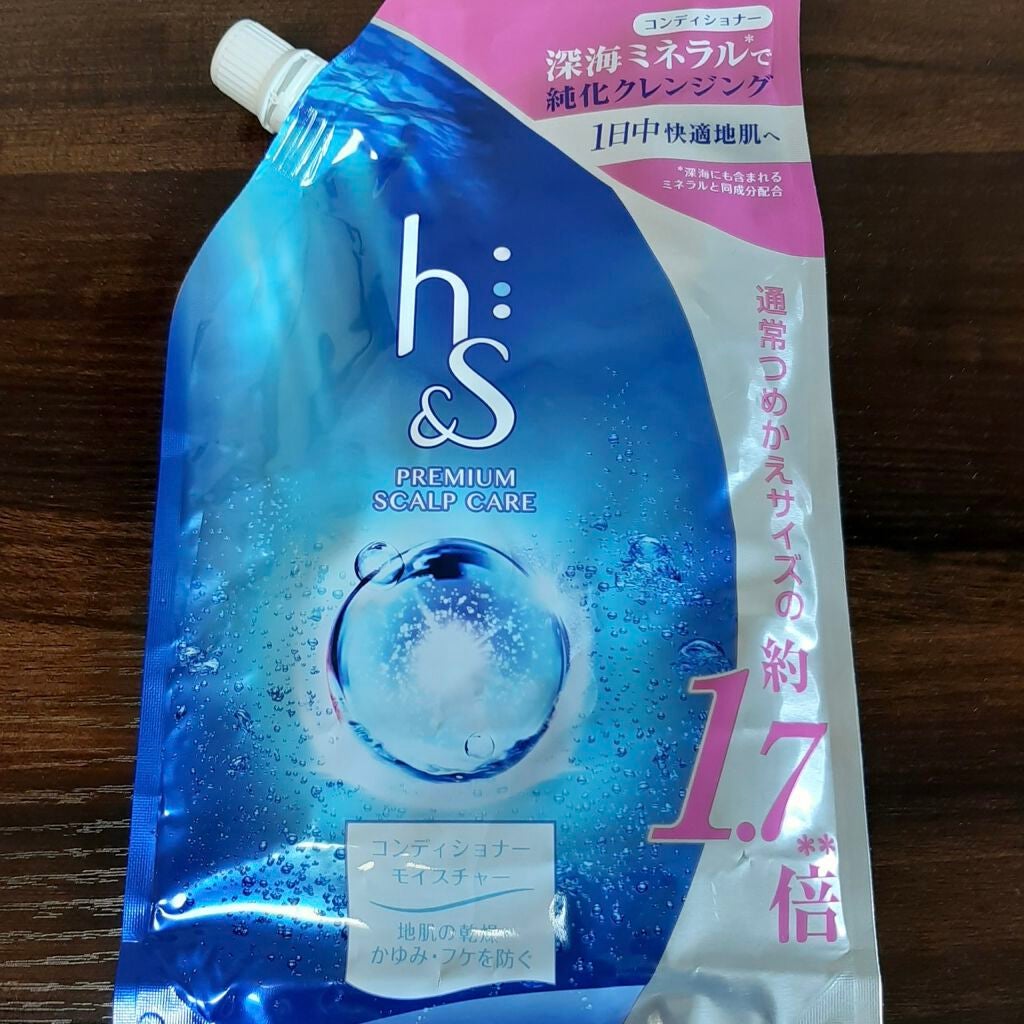 コンディショナー
深海ミネラル*で
純化クレンジング
1日中快適地肌へ
*深海にも含まれる
ミネラルと同成分配合
h&s
PREMIUM
SCALP CARE
通常つめかえサイズの約
1.7**倍
コンディショナー
モイスチャー
地肌の乾燥
かゆみ・フケを防ぐ